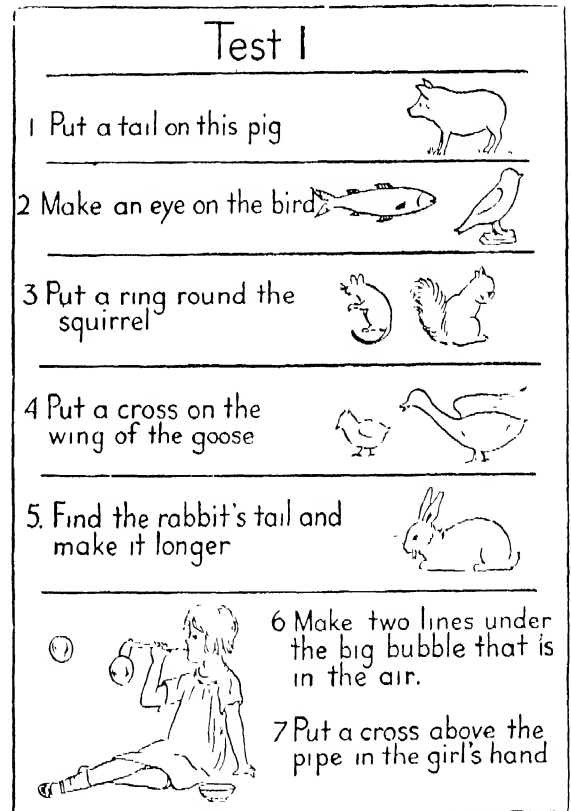 Test 1
1 Put a tail on this pig
2 Make an eye on the bird
3 Put a ring round the
squirrel
4 Put a cross on the
wing of the goose
5. Find the rabbit's tail and
make it longer
6 Make two lines under
the big bubble that is
in the air.
7 Put a cross above the
pipe in the girl's hand